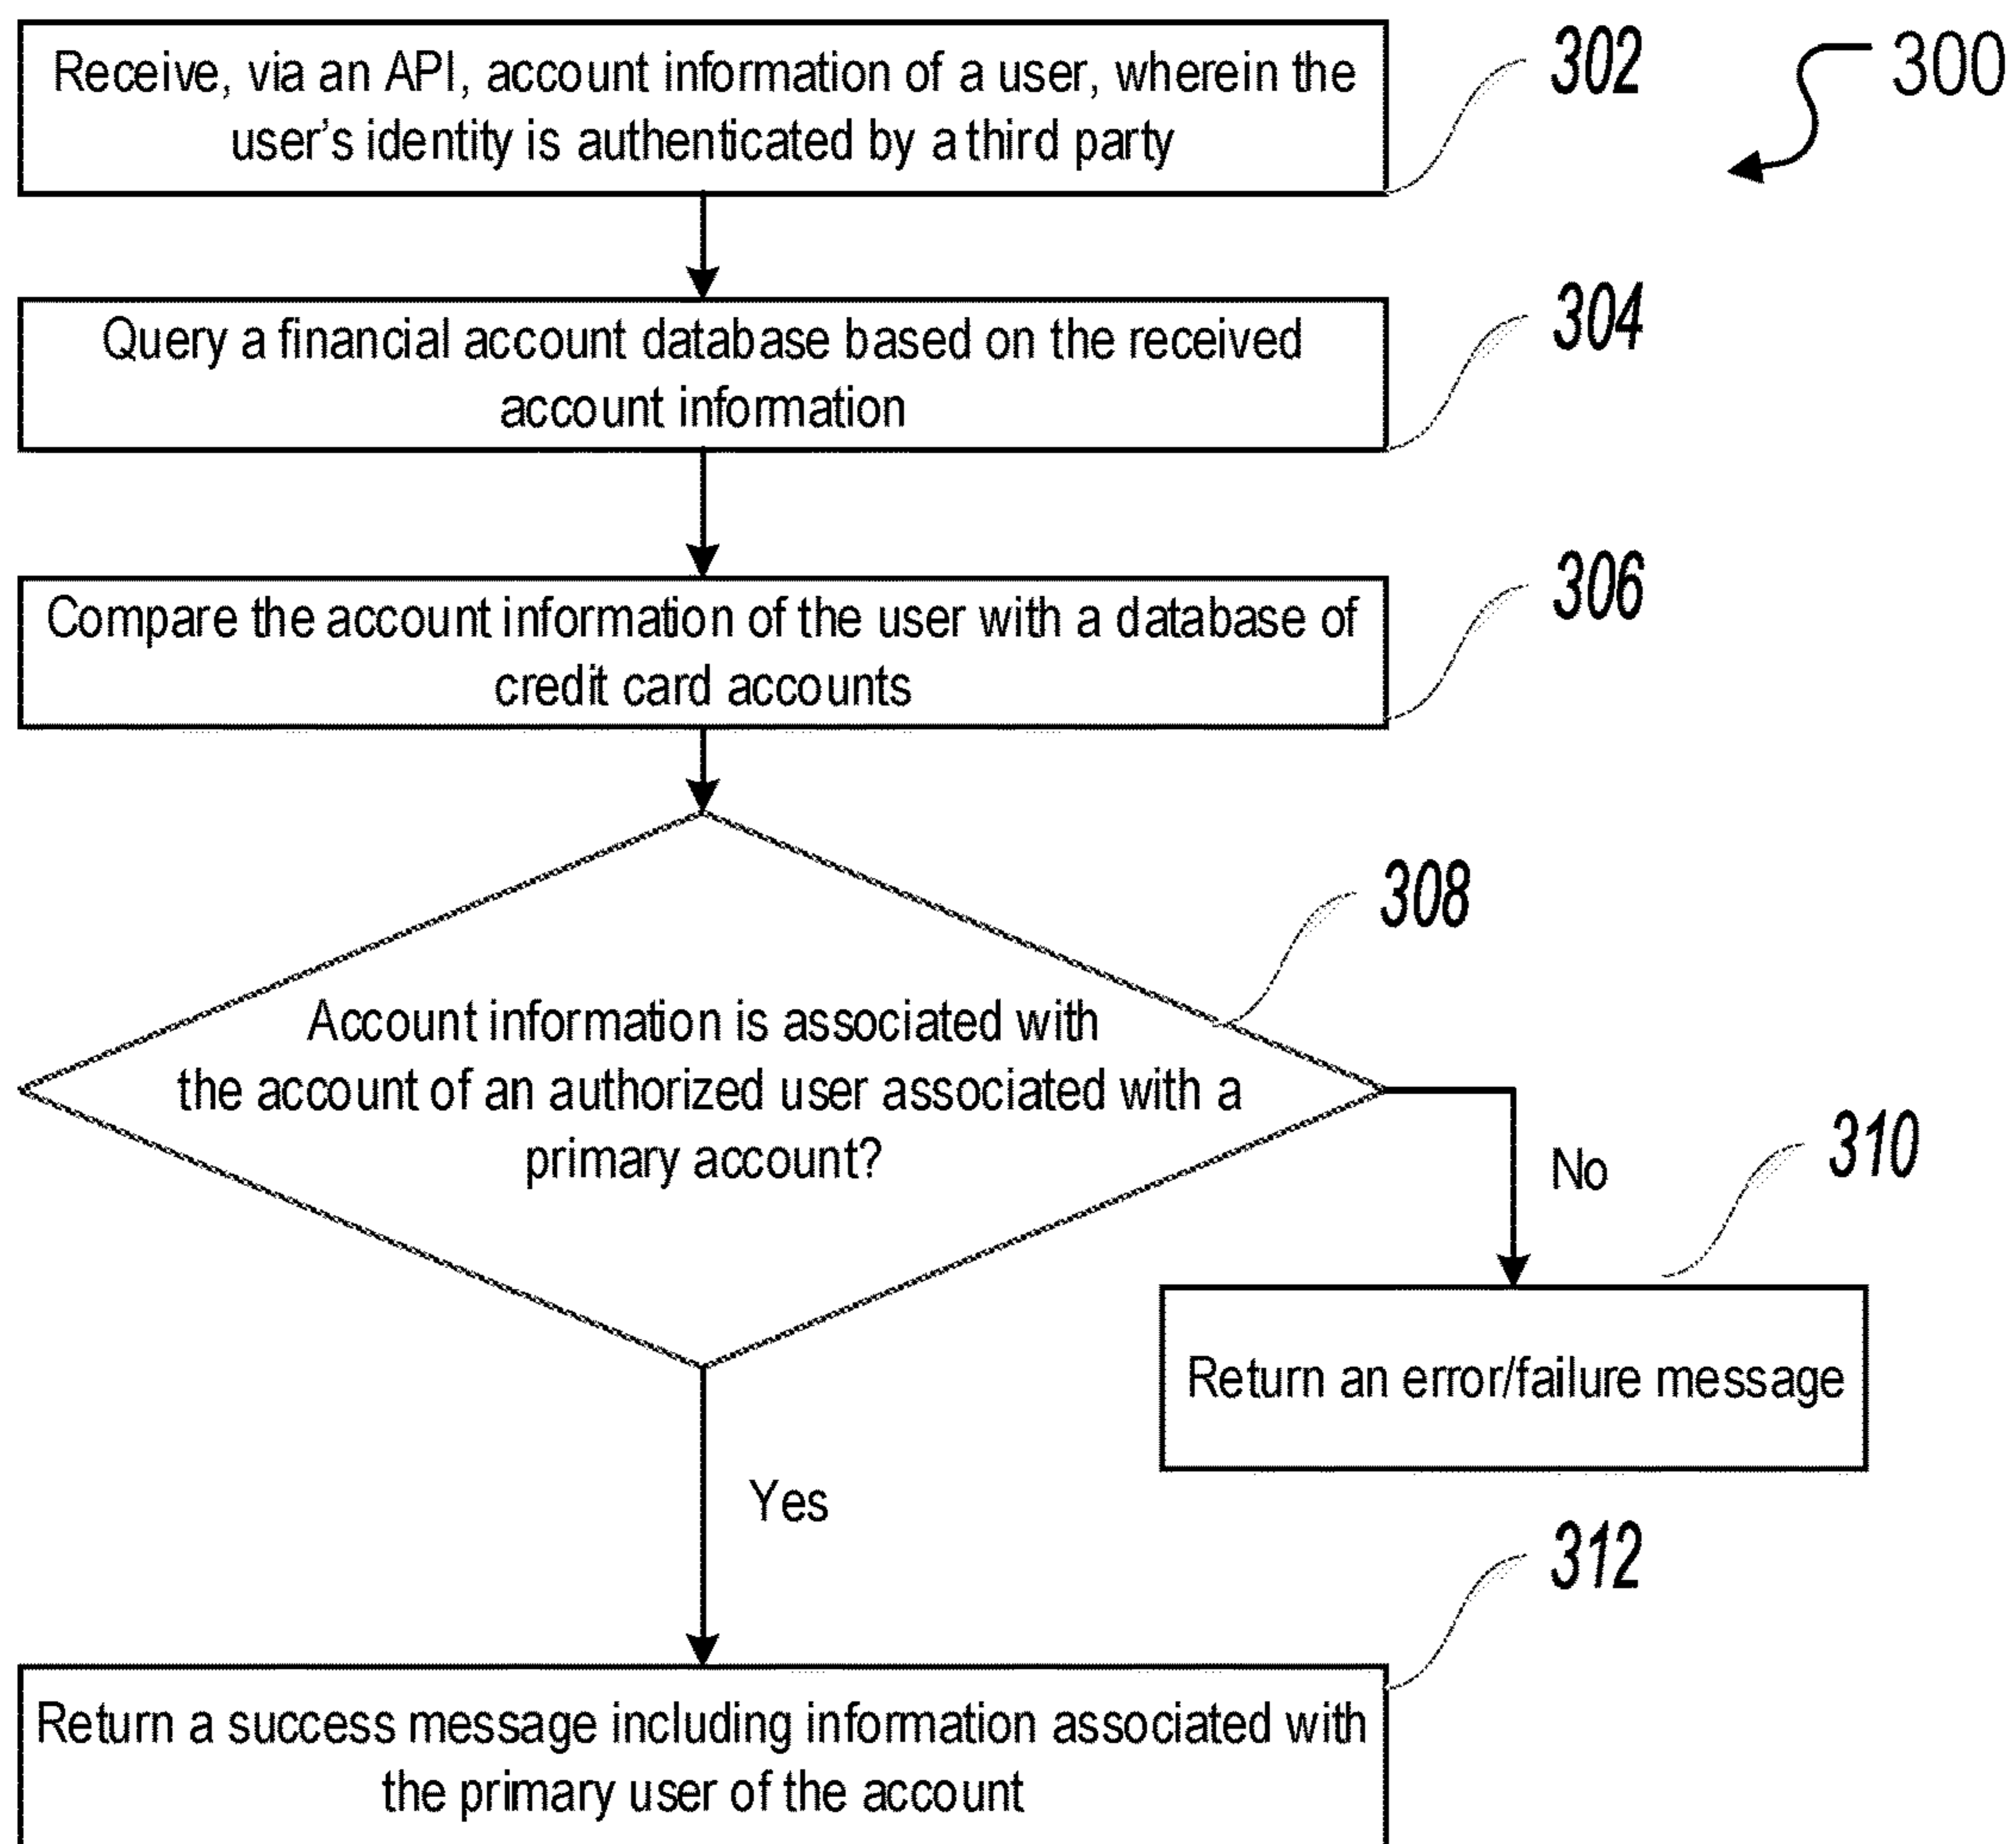 Receive, via an API, account information of a user, wherein the
user's identity is authenticated by a third party
302
300
Query a financial account database based on the received
account information
304
Compare the account information of the user with a database of
credit card accounts
306
308
Account information is associated with
the account of an authorized user associated with a
primary account?
No
310
Return an error/failure message
Yes
312
Return a success message including information associated with
the primary user of the account